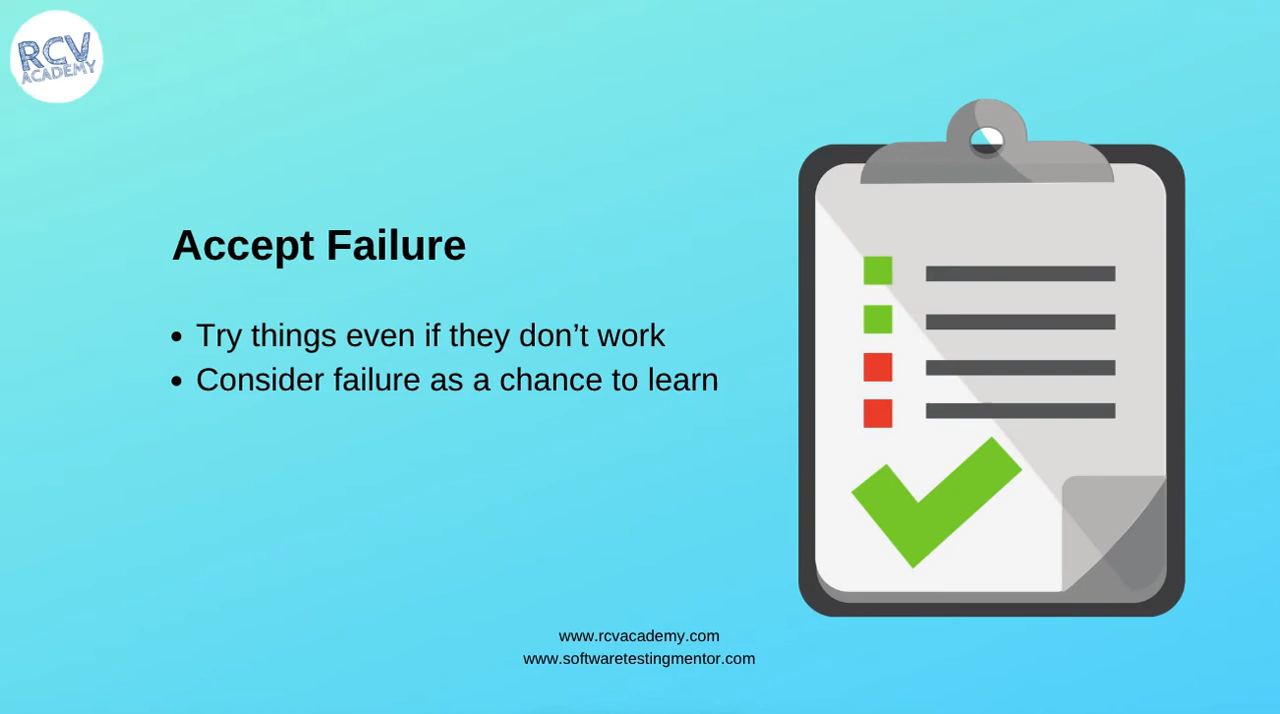 RCV
ACADEMY
Accept Failure
• Try things even if they don’t work
• Consider failure as a chance to learn
www.rcvacademy.com
www.softwaretestingmentor.com